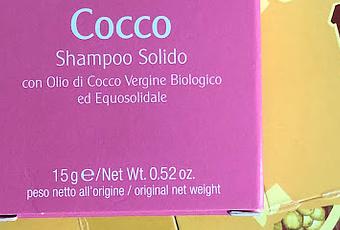 Cocco
Shampoo Solido
con Olio di Cocco Vergine Biologico
ed Equosolidale
15 g ℮/Net Wt. 0.52 oz.
peso netto all'origine / original net weight